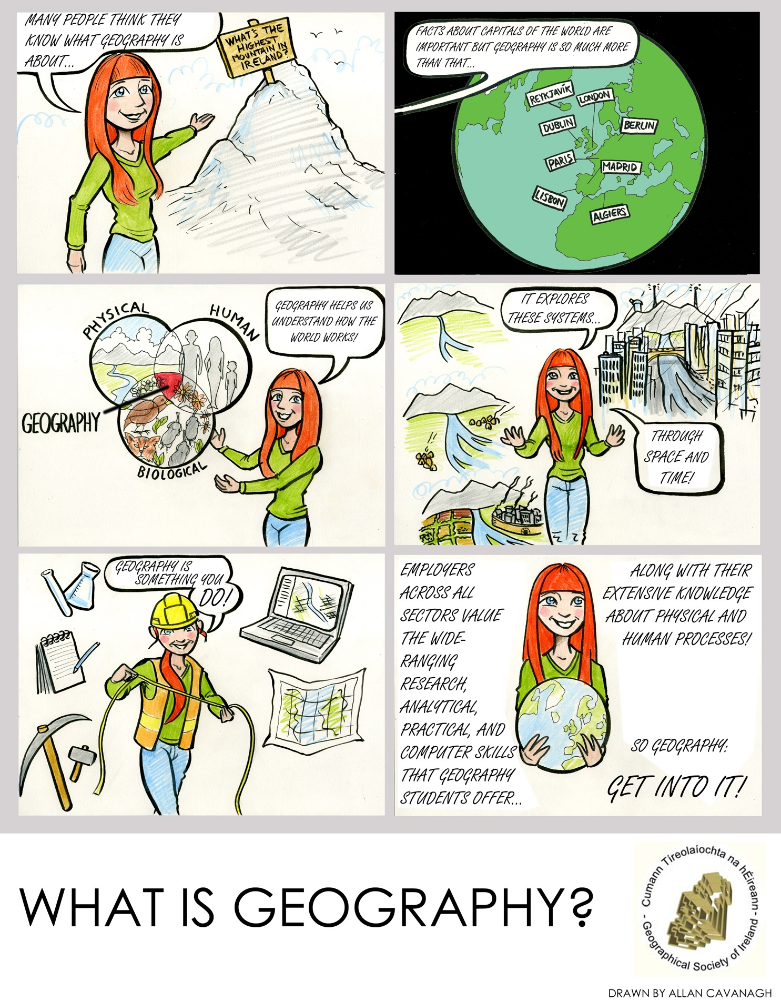 MANY PEOPLE THINK THEY
KNOW WHAT GEOGRAPHY IS
ABOUT...
WHAT'S THE
HIGHEST
MOUNTAIN IN
IRELAND?
FACTS ABOUT CAPITALS OF THE WORLD ARE
IMPORTANT BUT GEOGRAPHY IS SO MUCH MORE
THAN THAT...
REYKJAVÍK
LONDON
DUBLIN
BERLIN
PARIS
MADRID
LISBON
ALGIERS
PHYSICAL
HUMAN
GEOGRAPHY
BIOLOGICAL
GEOGRAPHY HELPS US
UNDERSTAND HOW THE
WORLD WORKS!
IT EXPLORES
THESE SYSTEMS...
THROUGH
SPACE AND
TIME!
GEOGRAPHY IS
SOMETHING YOU
DO!
EMPLOYERS
ACROSS ALL
SECTORS VALUE
THE WIDE-
RANGING
RESEARCH,
ANALYTICAL,
PRACTICAL, AND
COMPUTER SKILLS
THAT GEOGRAPHY
STUDENTS OFFER...
ALONG WITH THEIR
EXTENSIVE KNOWLEDGE
ABOUT PHYSICAL AND
HUMAN PROCESSES!
SO GEOGRAPHY:
GET INTO IT!
WHAT IS GEOGRAPHY?
Cumann Tíreolaíochta na hÉireann
- Geographical Society of Ireland -
DRAWN BY ALLAN CAVANAGH